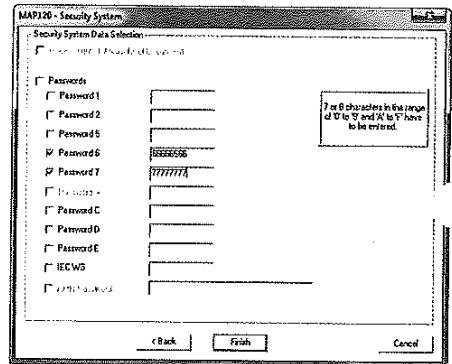 MAP120 - Security System
Security System Data Selection
Passwords
Password 1
Password 2
Password 5
Password 6 66666666
Password 7 77777777
Password C
Password D
Password E
IEC W5
7 or 8 characters in the range
of '0' to '9' and 'A' to 'F' have
to be entered.
< Back
Finish
Cancel